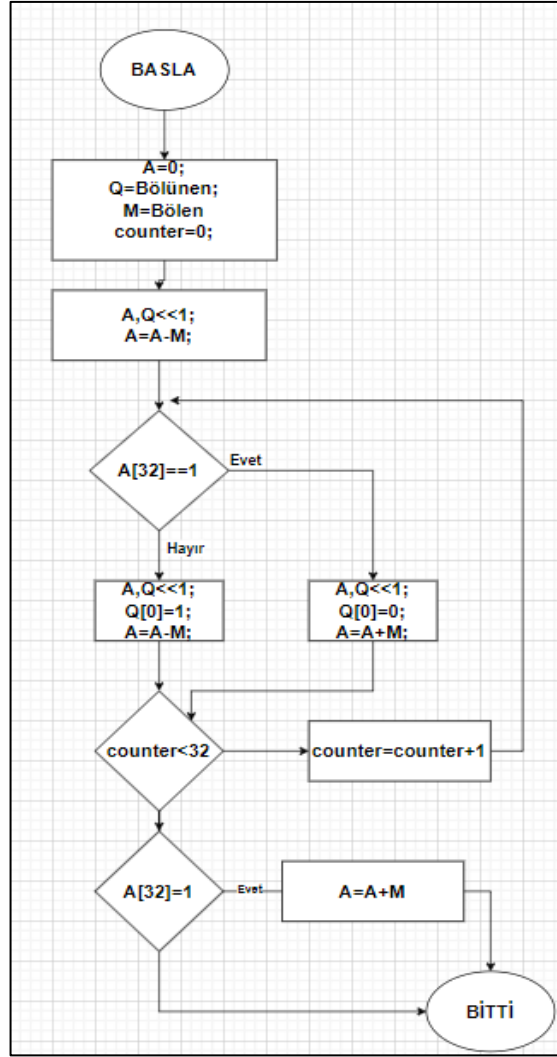 BASLA
A=0;
Q=Bölünen;
M=Bölen
counter=0;
A,Q<<1;
A=A-M;
A[32]==1
Evet
Hayır
A,Q<<1;
Q[0]=1;
A=A-M;
A,Q<<1;
Q[0]=0;
A=A+M;
counter<32
counter=counter+1
A[32]=1
Evet
A=A+M
BİTTİ